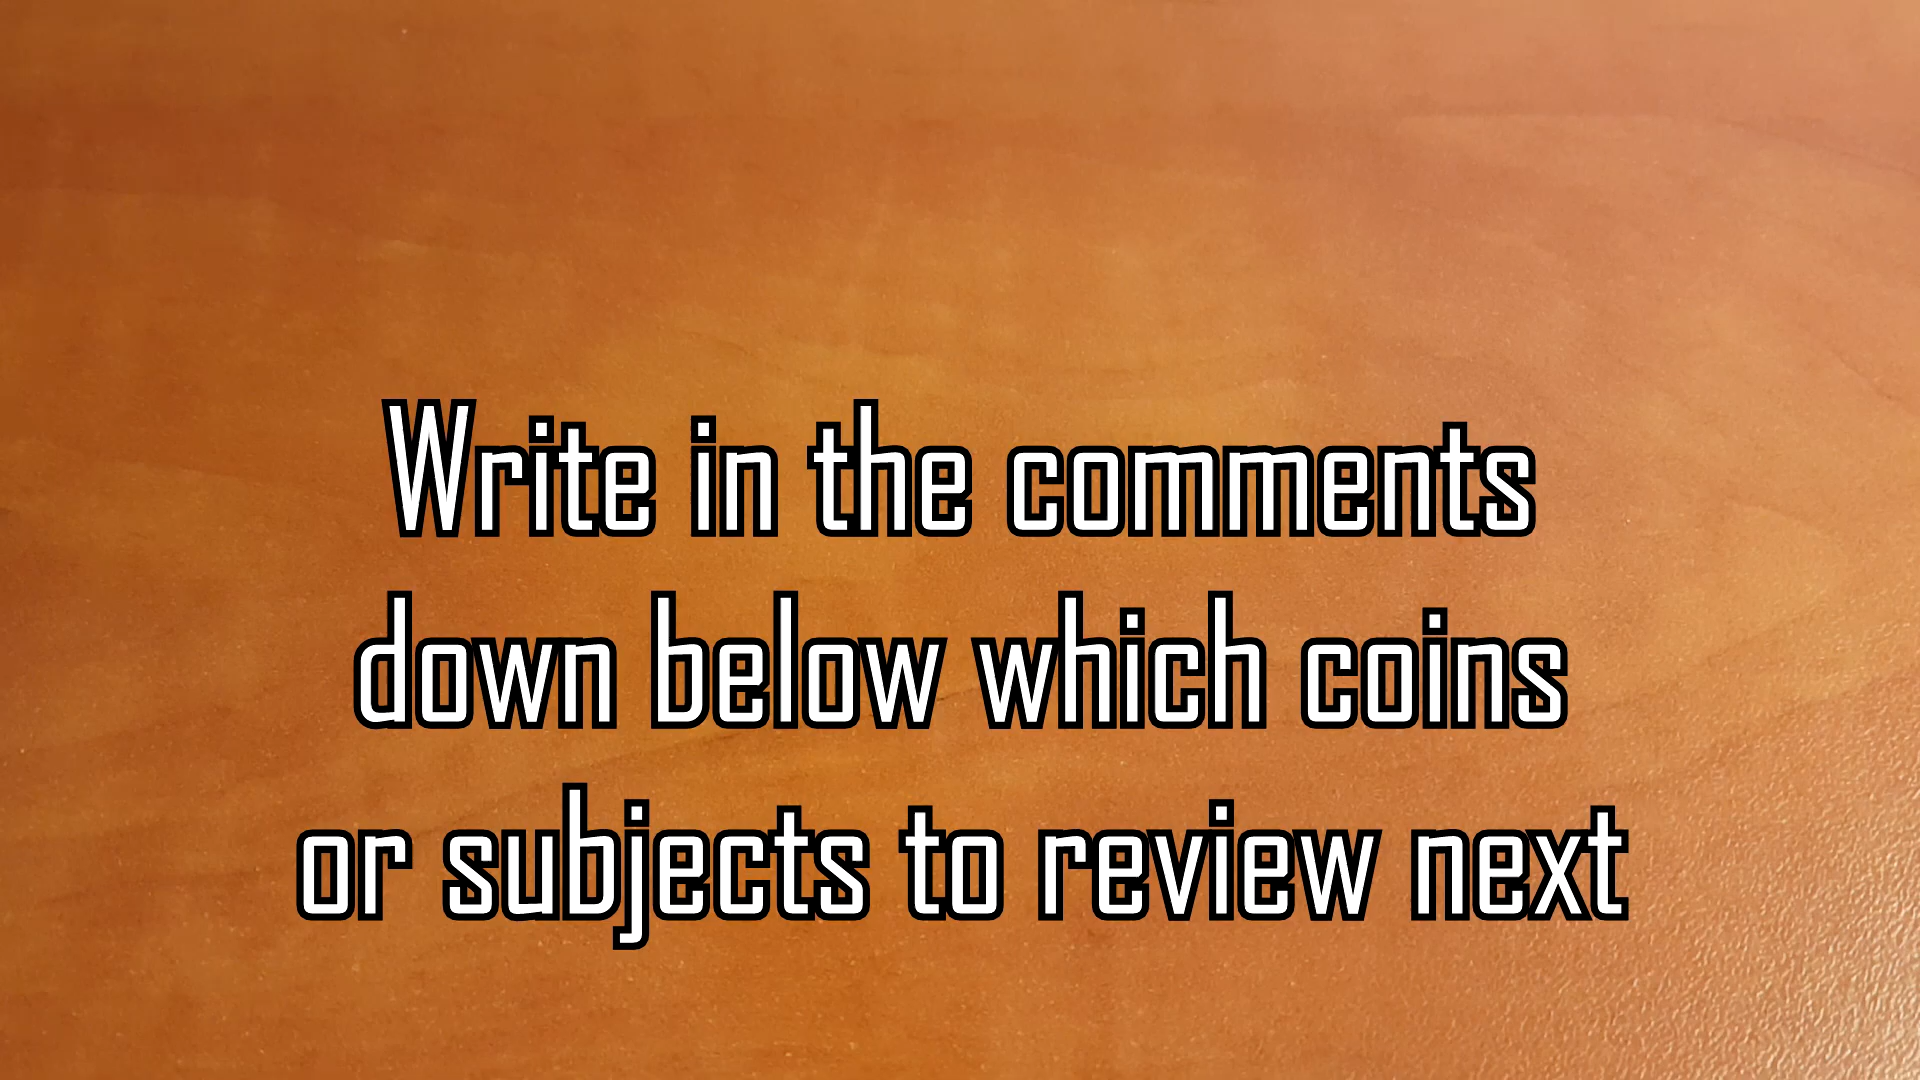 Write in the comments
down below which coins
or subjects to review next